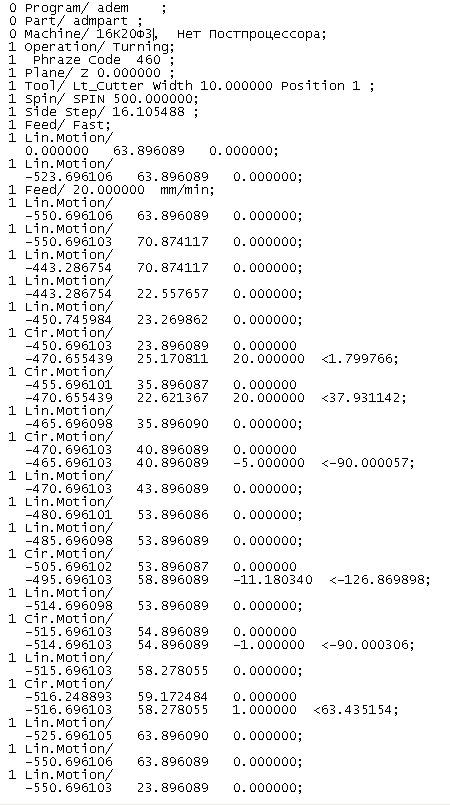 0 Program/ adem    ;
0 Part/ admpart ;
0 Machine/ 16К20Ф3,   Нет Постпроцессора;
1 Operation/ Turning;
1  Phraze Code  460 ;
1 Plane/ Z 0.000000 ;
1 Tool/ Lt_Cutter Width 10.000000 Position 1 ;
1 Spin/ SPIN 500.000000;
1 Side Step/ 16.105488 ;
1 Feed/ Fast;
1 Lin.Motion/
0.000000   63.896089   0.000000;
1 Lin.Motion/
-523.696106   63.896089   0.000000;
1 Feed/ 20.000000  mm/min;
1 Lin.Motion/
-550.696106   63.896089   0.000000;
1 Lin.Motion/
-550.696103   70.874117   0.000000;
1 Lin.Motion/
-443.286754   70.874117   0.000000;
1 Lin.Motion/
-443.286754   22.557657   0.000000;
1 Lin.Motion/
-450.745984   23.269862   0.000000;
1 Cir.Motion/
-450.696103   23.896089   0.000000
-470.655439   25.170811   20.000000  <1.799766;
1 Cir.Motion/
-455.696101   35.896087   0.000000
-470.655439   22.621367   20.000000  <37.931142;
1 Lin.Motion/
-465.696098   35.896090   0.000000;
1 Cir.Motion/
-470.696103   40.896089   0.000000
-465.696103   40.896089   -5.000000  <-90.000057;
1 Lin.Motion/
-470.696103   43.896089   0.000000;
1 Lin.Motion/
-480.696101   53.896086   0.000000;
1 Lin.Motion/
-485.696098   53.896089   0.000000;
1 Cir.Motion/
-505.696102   53.896087   0.000000
-495.696103   58.896089   -11.180340  <-126.869898;
1 Lin.Motion/
-514.696098   53.896089   0.000000;
1 Cir.Motion/
-515.696103   54.896089   0.000000
-514.696103   54.896089   -1.000000  <-90.000306;
1 Lin.Motion/
-515.696103   58.278055   0.000000;
1 Cir.Motion/
-516.248893   59.172484   0.000000
-516.696103   58.278055   1.000000  <63.435154;
1 Lin.Motion/
-525.696105   63.896090   0.000000;
1 Lin.Motion/
-550.696106   63.896089   0.000000;
1 Lin.Motion/
-550.696103   23.896089   0.000000;